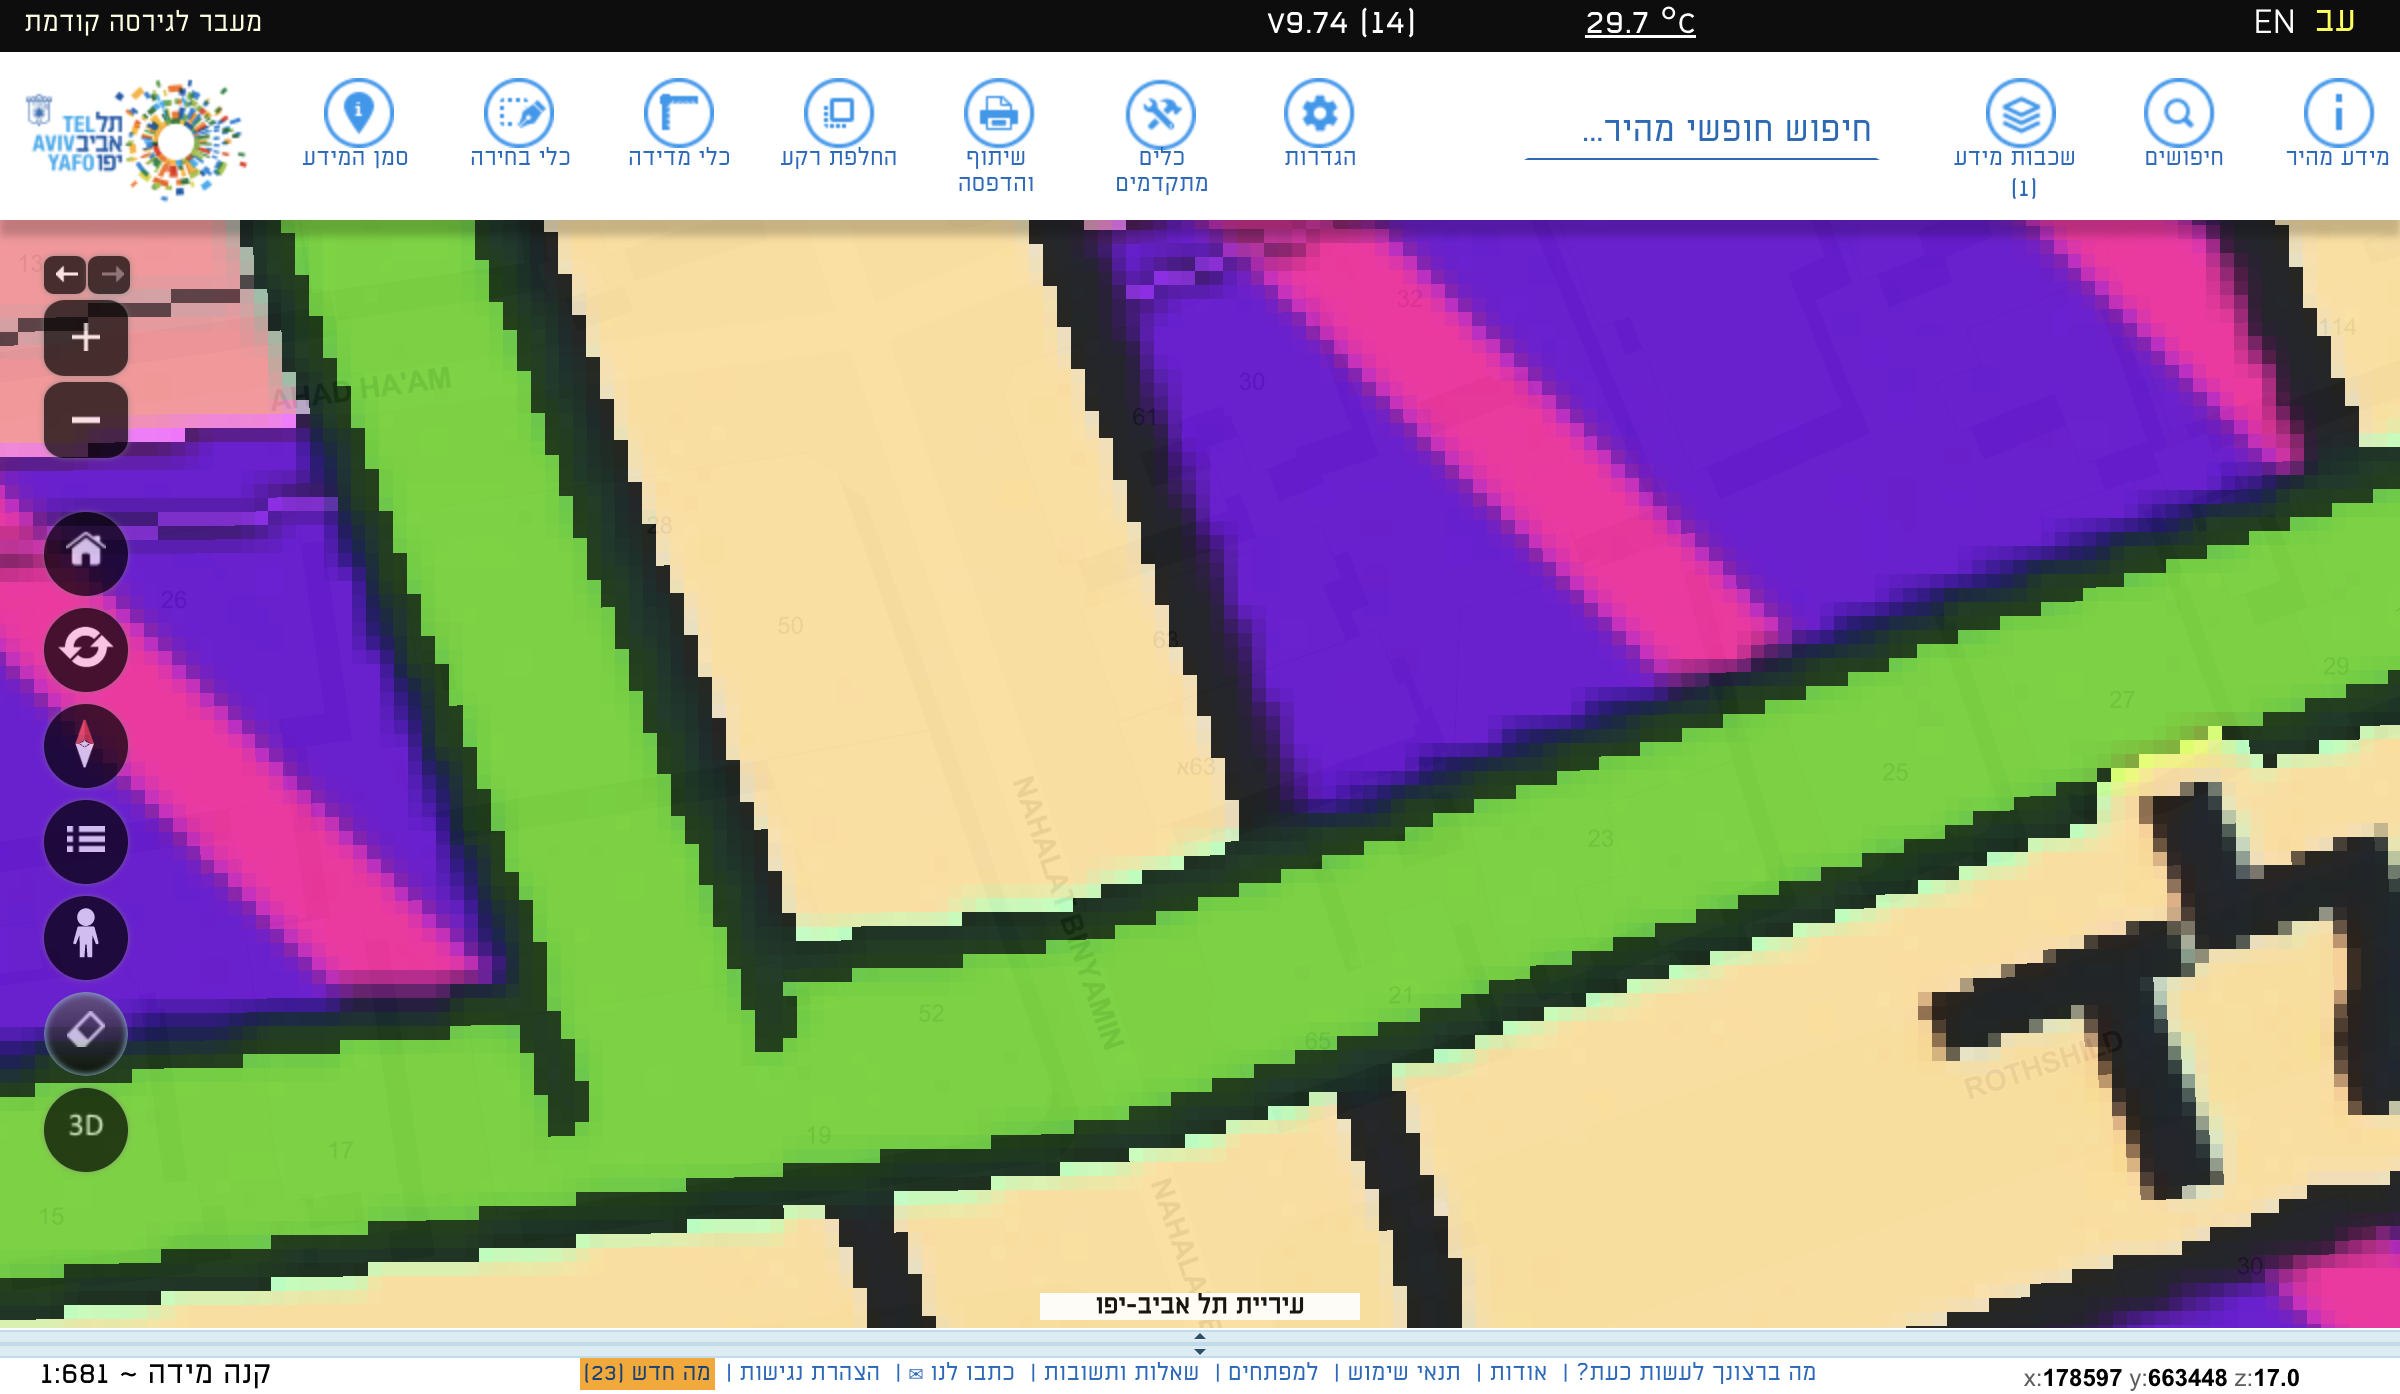 מעבר לגירסה קודמת
V9.74 (14)
29.7 °C
EN עב
תל אביב יפו
TEL AVIV YAFO
סמן המידע
כלי בחירה
כלי מדידה
החלפת רקע
שיתוף והדפסה
כלים מתקדמים
הגדרות
חיפוש חופשי מהיר...
שכבות מידע (1)
חיפושים
מידע מהיר
13
32
114
AHAD HA'AM
30
61
28
26
50
63
29
27
63א
25
NAHALAT BINYAMIN
23
52
21
65
ROTHSHILD
3D
19
17
15
30
עיריית תל אביב-יפו
קנה מידה ~ 1:681
מה ברצונך לעשות כעת? | אודות | תנאי שימוש | למפתחים | שאלות ותשובות | כתבו לנו ✉ | הצהרת נגישות | מה חדש (23)
x:178597 y:663448 z:17.0